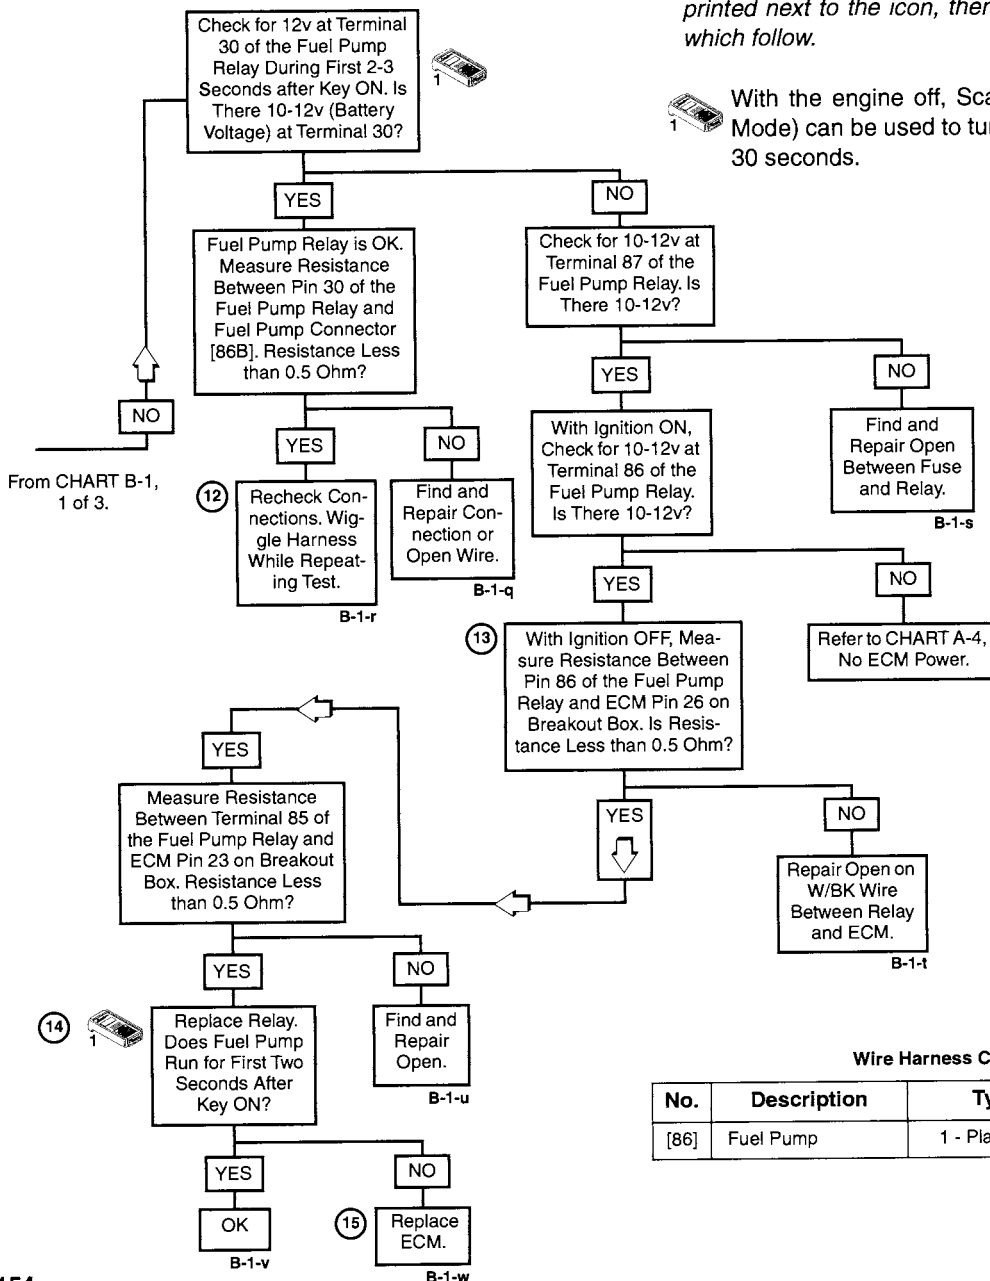 printed next to the icon, ther
which follow.
1
With the engine off, Sca
Mode) can be used to tu
30 seconds.
Check for 12v at Terminal
30 of the Fuel Pump
Relay During First 2-3
Seconds after Key ON. Is
There 10-12v (Battery
Voltage) at Terminal 30?
1
YES
NO
Fuel Pump Relay is OK.
Measure Resistance
Between Pin 30 of the
Fuel Pump Relay and
Fuel Pump Connector
[86B]. Resistance Less
than 0.5 Ohm?
Check for 10-12v at
Terminal 87 of the
Fuel Pump Relay. Is
There 10-12v?
NO
From CHART B-1,
1 of 3.
YES
NO
12
Recheck Con-
nections. Wig-
gle Harness
While Repeat-
ing Test.
B-1-r
Find and
Repair Con-
nection or
Open Wire.
B-1-q
YES
NO
With Ignition ON,
Check for 10-12v at
Terminal 86 of the
Fuel Pump Relay.
Is There 10-12v?
Find and
Repair Open
Between Fuse
and Relay.
B-1-s
YES
NO
13
With Ignition OFF, Mea-
sure Resistance Between
Pin 86 of the Fuel Pump
Relay and ECM Pin 26 on
Breakout Box. Is Resis-
tance Less than 0.5 Ohm?
Refer to CHART A-4,
No ECM Power.
YES
NO
Repair Open on
W/BK Wire
Between Relay
and ECM.
B-1-t
YES
Measure Resistance
Between Terminal 85 of
the Fuel Pump Relay and
ECM Pin 23 on Breakout
Box. Resistance Less
than 0.5 Ohm?
YES
NO
14
1
Replace Relay.
Does Fuel Pump
Run for First Two
Seconds After
Key ON?
Find and
Repair
Open.
B-1-u
YES
NO
OK
B-1-v
15
Replace
ECM.
B-1-w
Wire Harness C
No. Description Ty
[86] Fuel Pump 1 - Pla